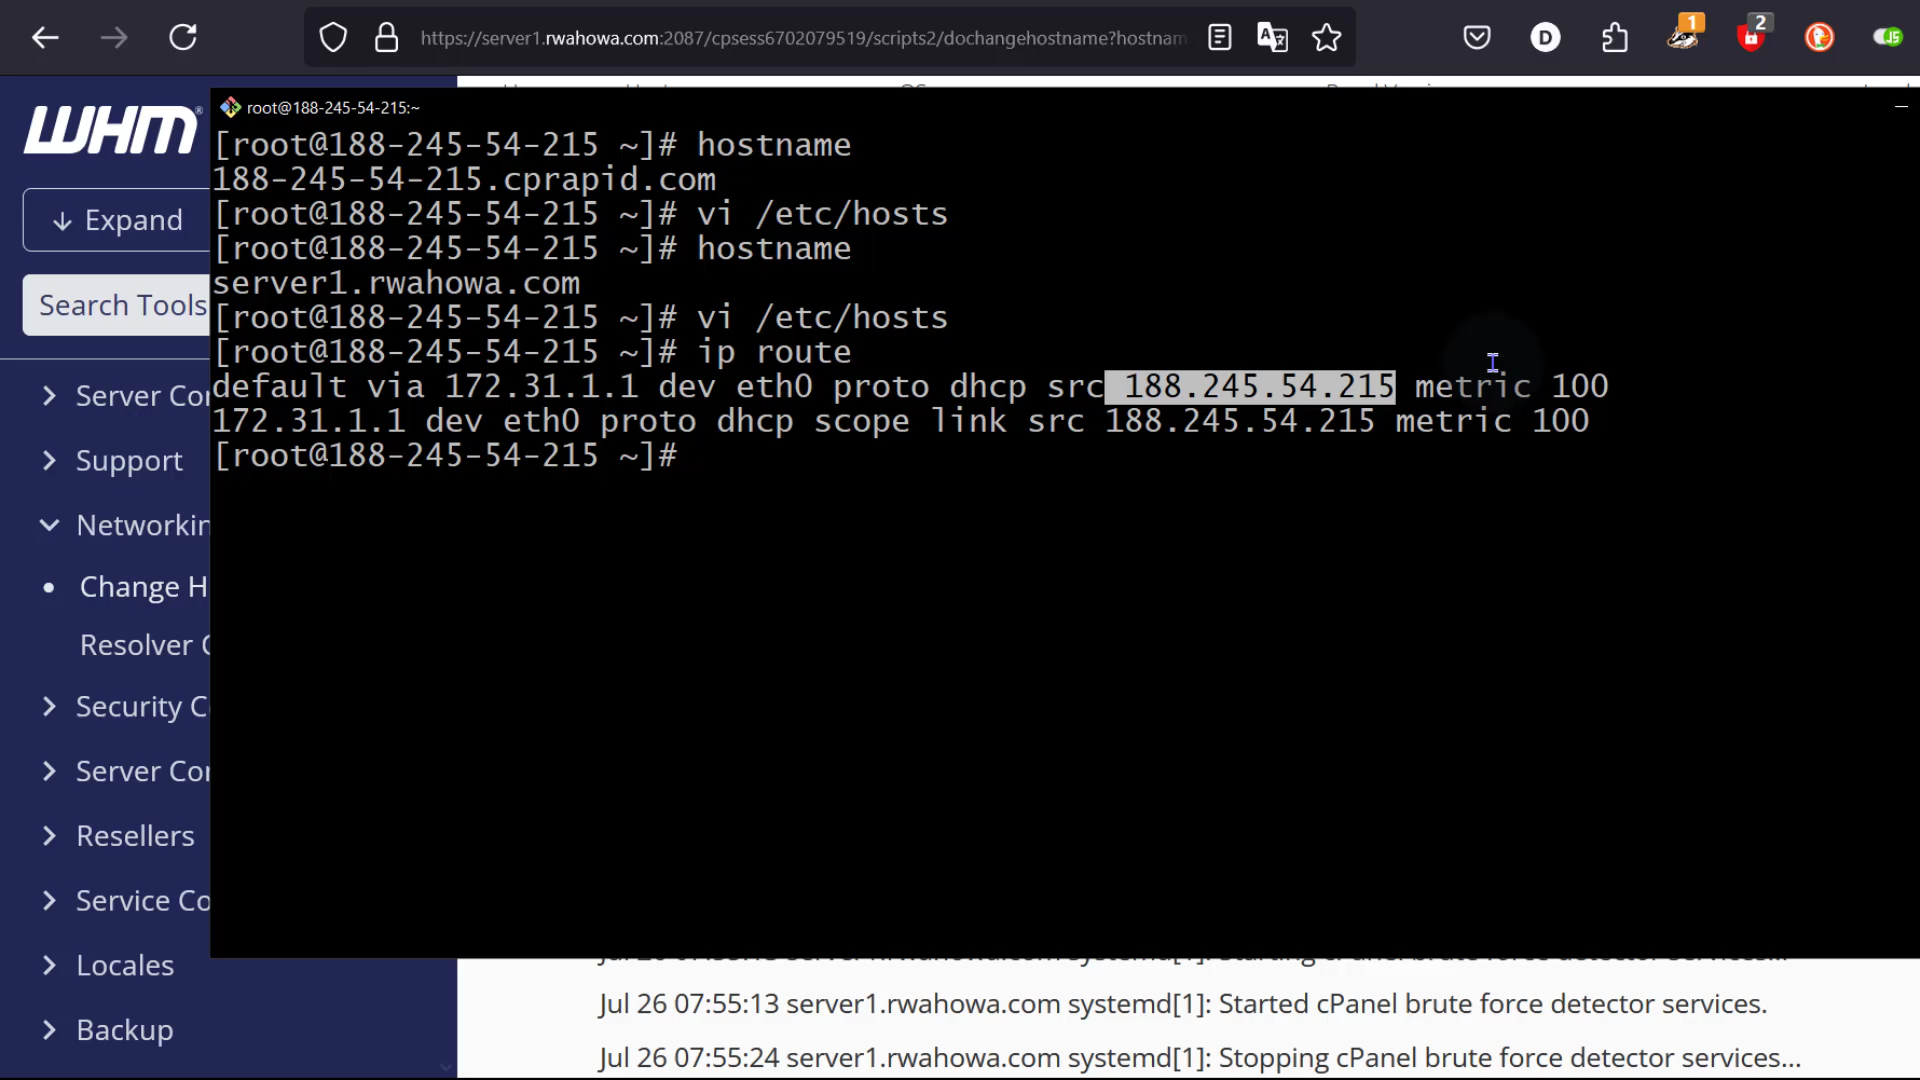 https://server1.rwahowa.com:2087/cpsess6702079519/scripts2/dochangehostname?hostnam
1
D
2
JS
WHM®
Expand
Search Tools
Server Cor
Support
Networkin
Change H
Resolver C
Security C
Server Cor
Resellers
Service Co
Locales
Backup
root@188-245-54-215:~
[root@188-245-54-215 ~]# hostname
188-245-54-215.cprapid.com
[root@188-245-54-215 ~]# vi /etc/hosts
[root@188-245-54-215 ~]# hostname
server1.rwahowa.com
[root@188-245-54-215 ~]# vi /etc/hosts
[root@188-245-54-215 ~]# ip route
default via 172.31.1.1 dev eth0 proto dhcp src 188.245.54.215 metric 100
172.31.1.1 dev eth0 proto dhcp scope link src 188.245.54.215 metric 100
[root@188-245-54-215 ~]#
Jul 26 07:55:13 server1.rwahowa.com systemd[1]: Started cPanel brute force detector services.
Jul 26 07:55:24 server1.rwahowa.com systemd[1]: Stopping cPanel brute force detector services...